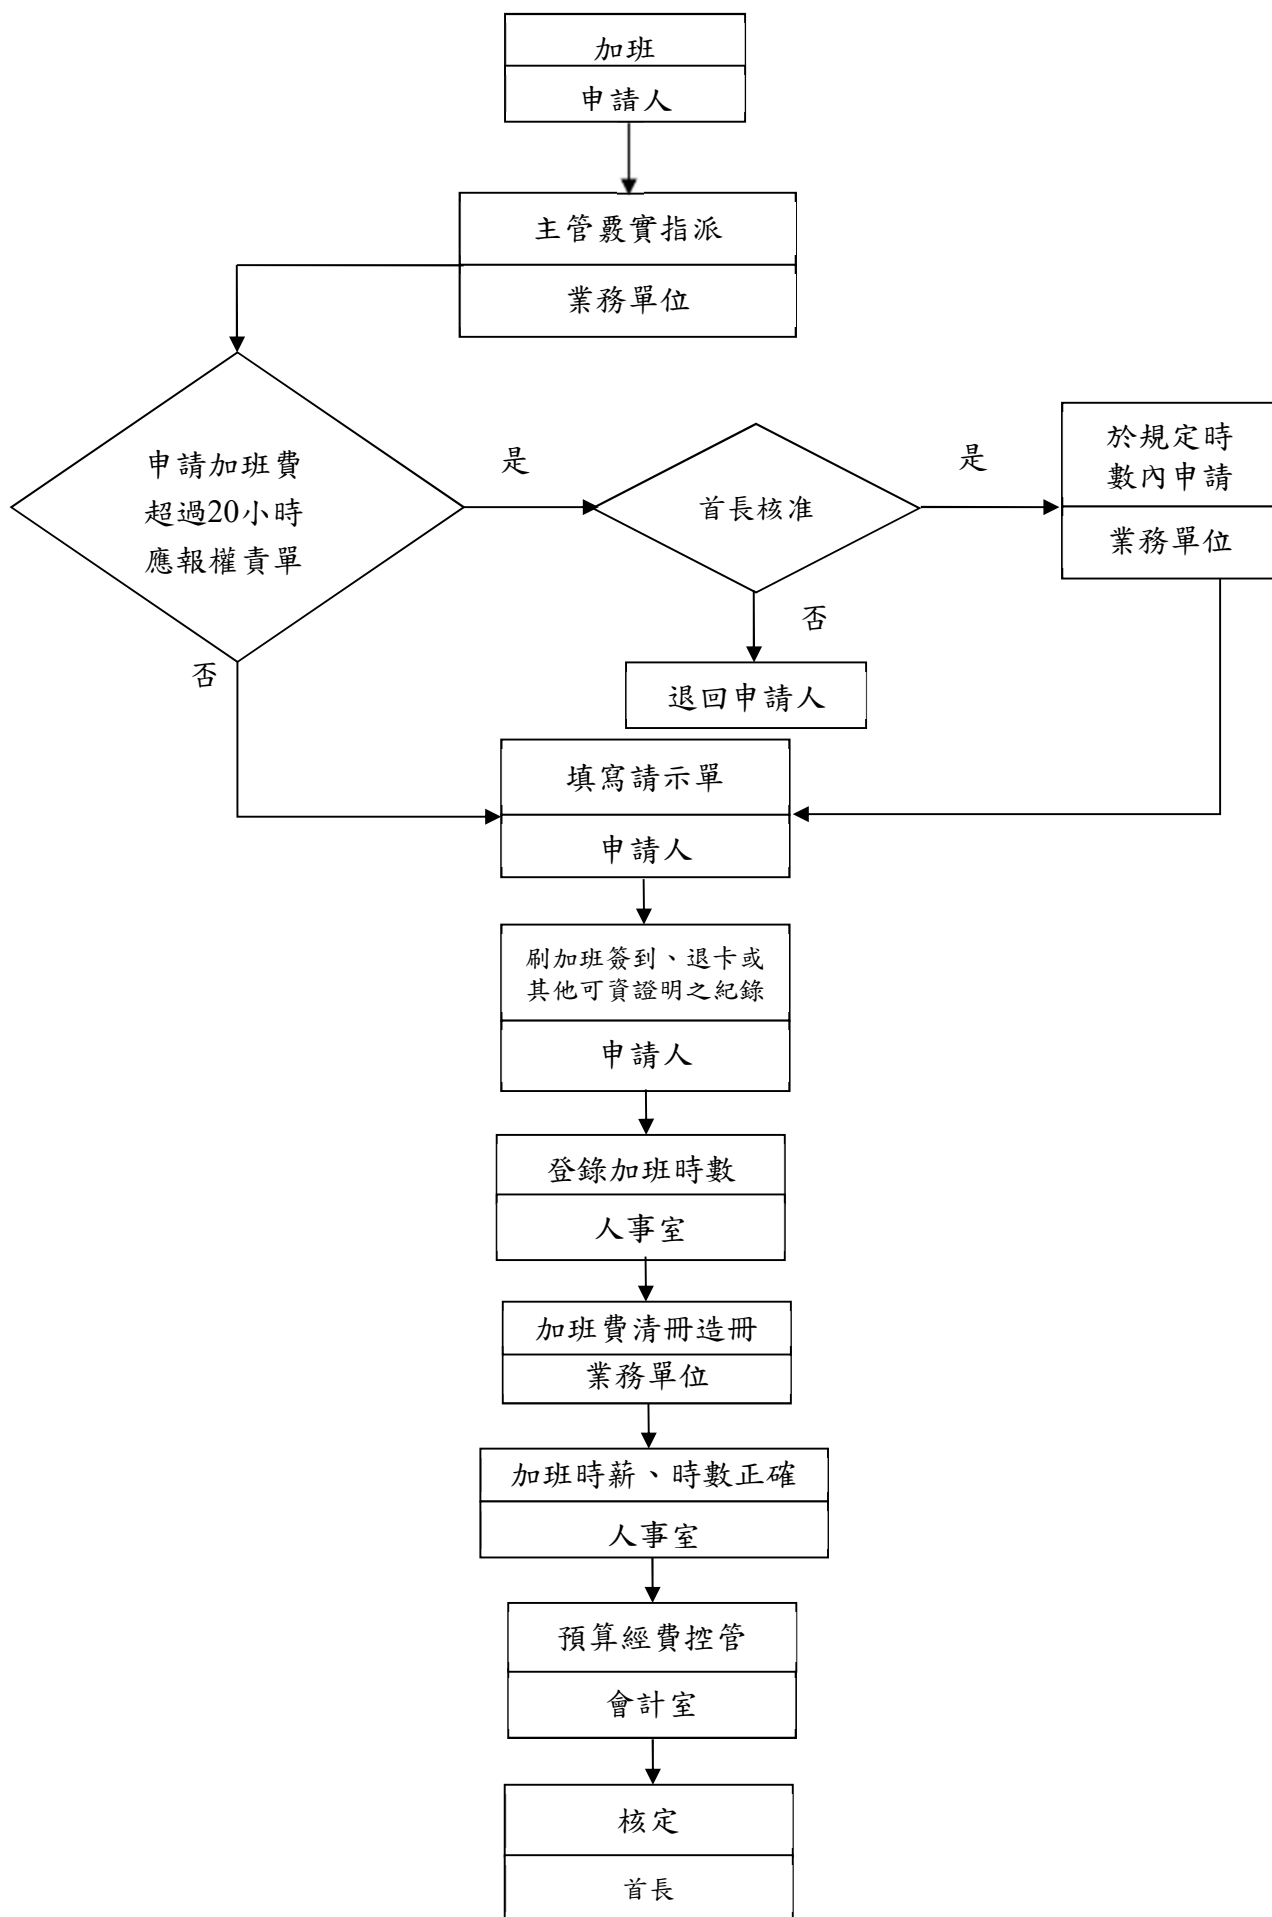 加班
申請人
主管覈實指派
業務單位
申請加班費
超過20小時
應報權責單
是
首長核准
是
於規定時
數內申請
業務單位
否
退回申請人
否
填寫請示單
申請人
刷加班簽到、退卡或
其他可資證明之紀錄
申請人
登錄加班時數
人事室
加班費清冊造冊
業務單位
加班時薪、時數正確
人事室
預算經費控管
會計室
核定
首長